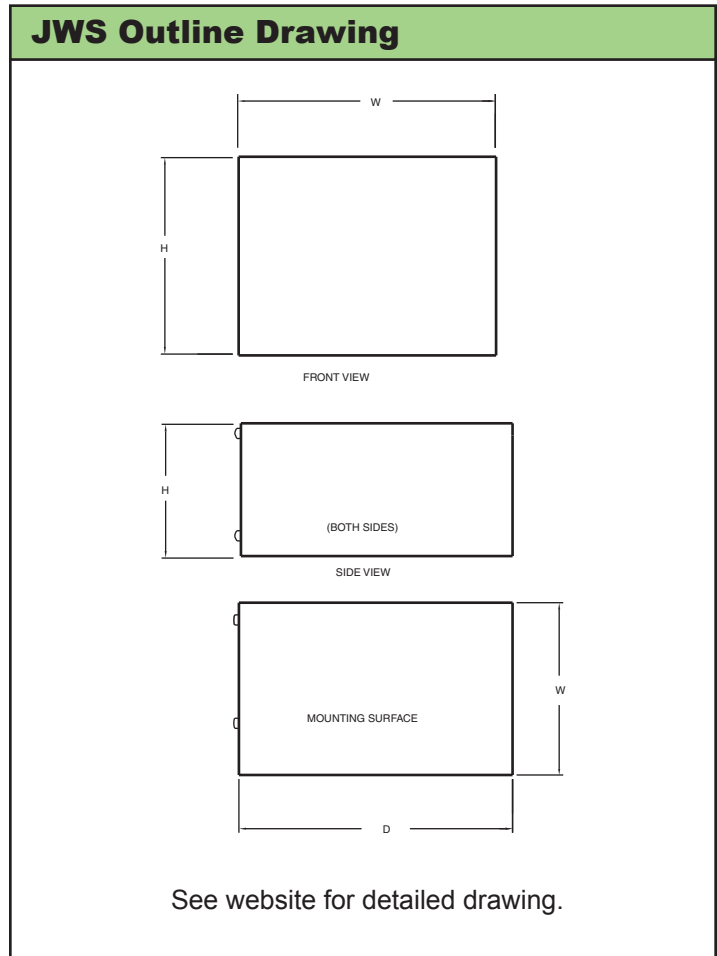 JWS Outline Drawing
W
H
FRONT VIEW
H
(BOTH SIDES)
SIDE VIEW
W
MOUNTING SURFACE
D
See website for detailed drawing.